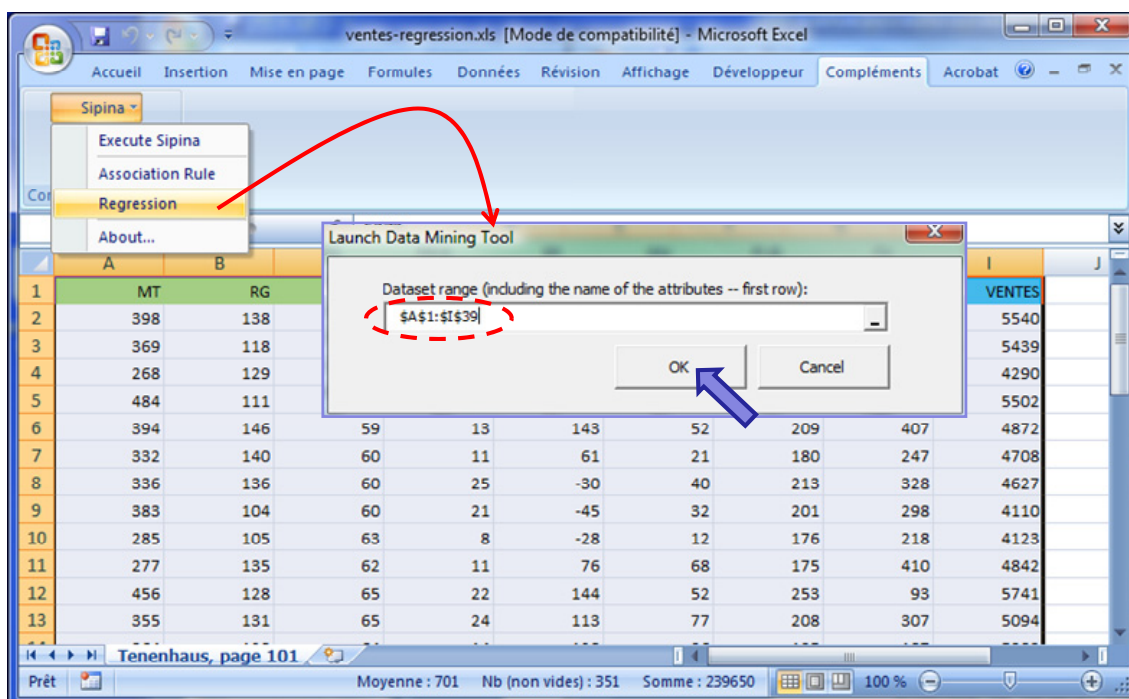 ventes-regression.xls [Mode de compatibilité] - Microsoft Excel
Accueil Insertion Mise en page Formules Données Révision Affichage Développeur Compléments Acrobat
Sipina
Execute Sipina
Association Rule
Regression
About...
Launch Data Mining Tool
Dataset range (including the name of the attributes -- first row):
$A$1:$I$39
OK Cancel
A B I J
1 MT RG VENTES
2 398 138 5540
3 369 118 5439
4 268 129 4290
5 484 111 5502
6 394 146 59 13 143 52 209 407 4872
7 332 140 60 11 61 21 180 247 4708
8 336 136 60 25 -30 40 213 328 4627
9 383 104 60 21 -45 32 201 298 4110
10 285 105 63 8 -28 12 176 218 4123
11 277 135 62 11 76 68 175 410 4842
12 456 128 65 22 144 52 253 93 5741
13 355 131 65 24 113 77 208 307 5094
Tenenhaus, page 101
Prêt Moyenne : 701 Nb (non vides) : 351 Somme : 239650 100 %